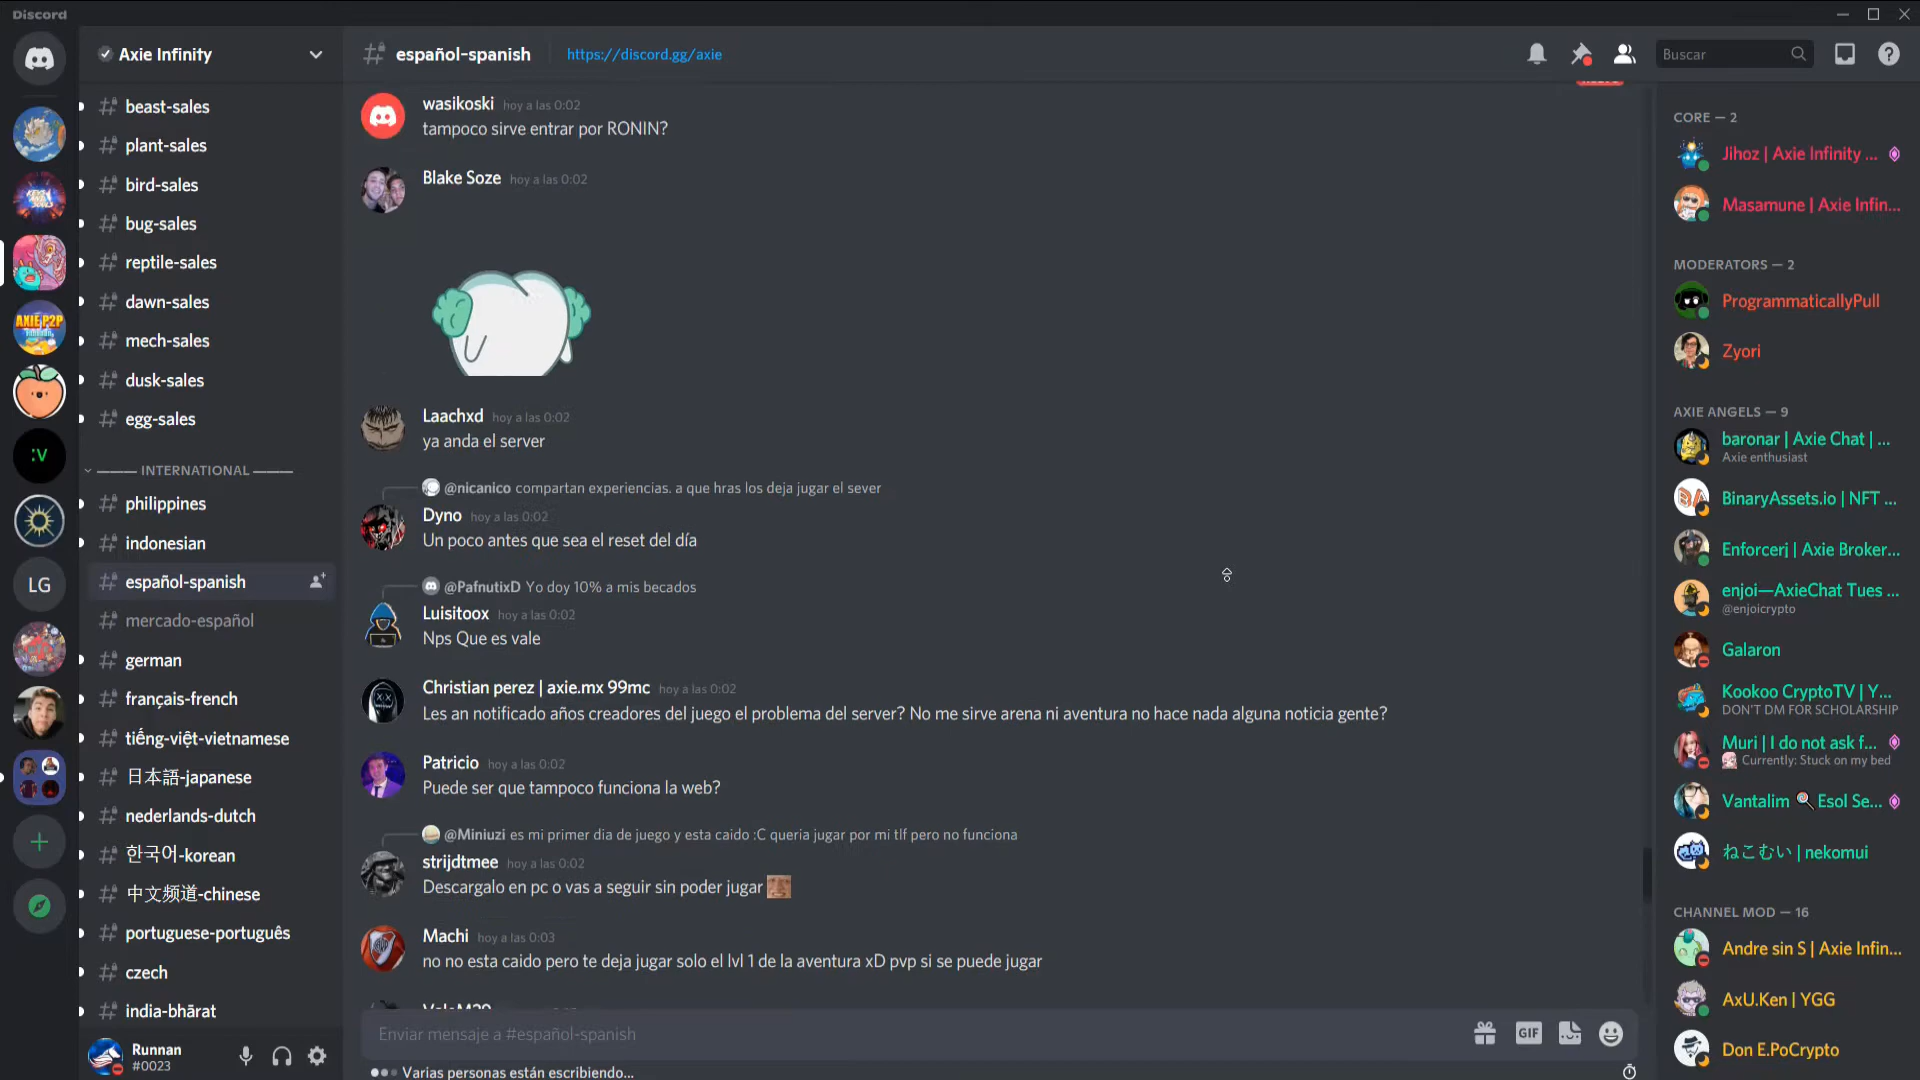 Discord
Axie Infinity
español-spanish
https://discord.gg/axie
Buscar
beast-sales
plant-sales
bird-sales
bug-sales
reptile-sales
dawn-sales
mech-sales
dusk-sales
egg-sales
INTERNATIONAL
philippines
indonesian
español-spanish
mercado-español
german
français-french
tiếng-việt-vietnamese
日本語-japanese
nederlands-dutch
한국어-korean
中文频道-chinese
portuguese-português
czech
india-bhārat
AXIE P2P
:V
LG
Runnan
#0023
wasikoski hoy a las 0:02
tampoco sirve entrar por RONIN?
Blake Soze hoy a las 0:02
Laachxd hoy a las 0:02
ya anda el server
@nicanico compartan experiencias. a que hras los deja jugar el sever
Dyno hoy a las 0:02
Un poco antes que sea el reset del día
@PafnutixD Yo doy 10% a mis becados
Luisitoox hoy a las 0:02
Nps Que es vale
Christian perez | axie.mx 99mc hoy a las 0:02
Les an notificado años creadores del juego el problema del server? No me sirve arena ni aventura no hace nada alguna noticia gente?
Patricio hoy a las 0:02
Puede ser que tampoco funciona la web?
@Miniuzi es mi primer dia de juego y esta caido :C queria jugar por mi tlf pero no funciona
strijdtmee hoy a las 0:02
Descargalo en pc o vas a seguir sin poder jugar
Machi hoy a las 0:03
no no esta caido pero te deja jugar solo el lvl 1 de la aventura xD pvp si se puede jugar
Enviar mensaje a #español-spanish
GIF
Varias personas están escribiendo...
CORE — 2
Jihoz | Axie Infinity ...
Masamune | Axie Infin...
MODERATORS — 2
ProgrammaticallyPull
Zyori
AXIE ANGELS — 9
baronar | Axie Chat | ...
Axie enthusiast
BinaryAssets.io | NFT ...
Enforcerj | Axie Broker...
enjoi—AxieChat Tues ...
@enjoicrypto
Galaron
Kookoo CryptoTV | Y...
DON'T DM FOR SCHOLARSHIP
Muri | I do not ask f...
Currently: Stuck on my bed
Vantalim 🔍 Esol Se...
ねこむい | nekomui
CHANNEL MOD — 16
Andre sin S | Axie Infin...
AxU.Ken | YGG
Don E.PoCrypto